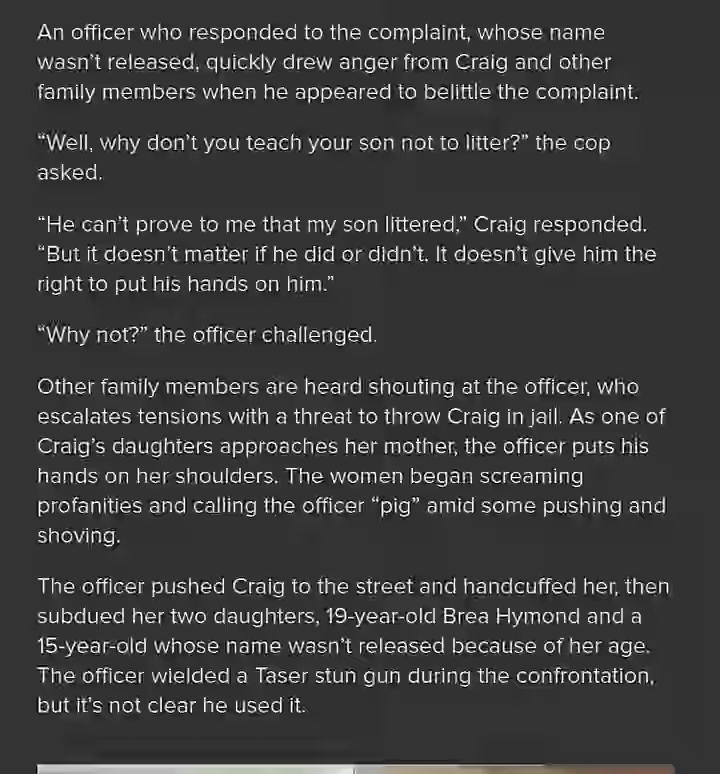 An officer who responded to the complaint, whose name
wasn’t released, quickly drew anger from Craig and other
family members when he appeared to belittle the complaint.
“Well, why don’t you teach your son not to litter?” the cop
asked.
“He can’t prove to me that my son littered,” Craig responded.
“But it doesn’t matter if he did or didn’t. It doesn’t give him the
right to put his hands on him.”
“Why not?” the officer challenged.
Other family members are heard shouting at the officer, who
escalates tensions with a threat to throw Craig in jail. As one of
Craig’s daughters approaches her mother, the officer puts his
hands on her shoulders. The women began screaming
profanities and calling the officer “pig” amid some pushing and
shoving.
The officer pushed Craig to the street and handcuffed her, then
subdued her two daughters, 19-year-old Brea Hymond and a
15-year-old whose name wasn’t released because of her age.
The officer wielded a Taser stun gun during the confrontation,
but it’s not clear he used it.